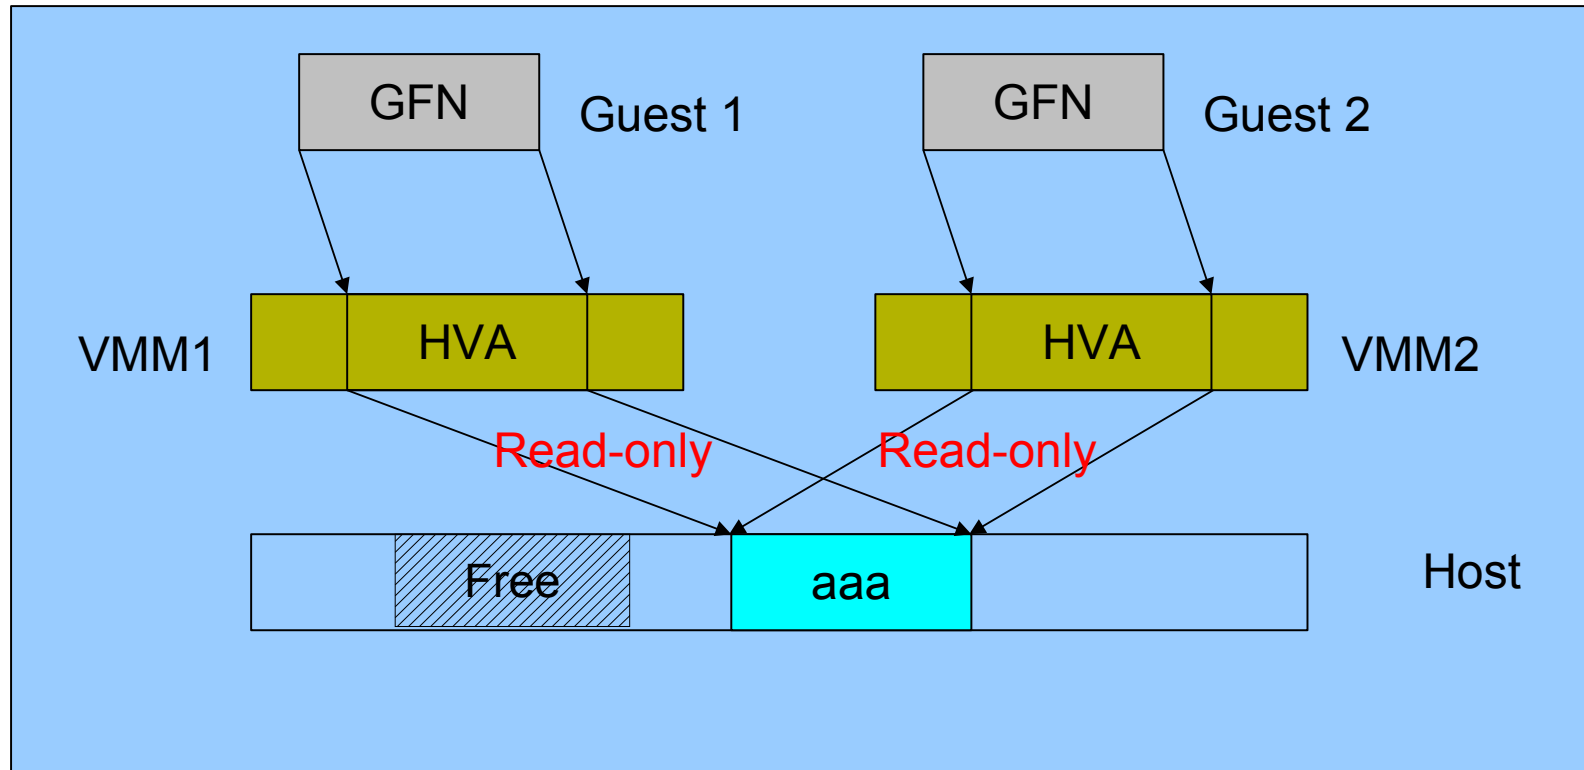 GFN
Guest 1
GFN
Guest 2
VMM1
HVA
HVA
VMM2
Read-only
Read-only
Free
aaa
Host